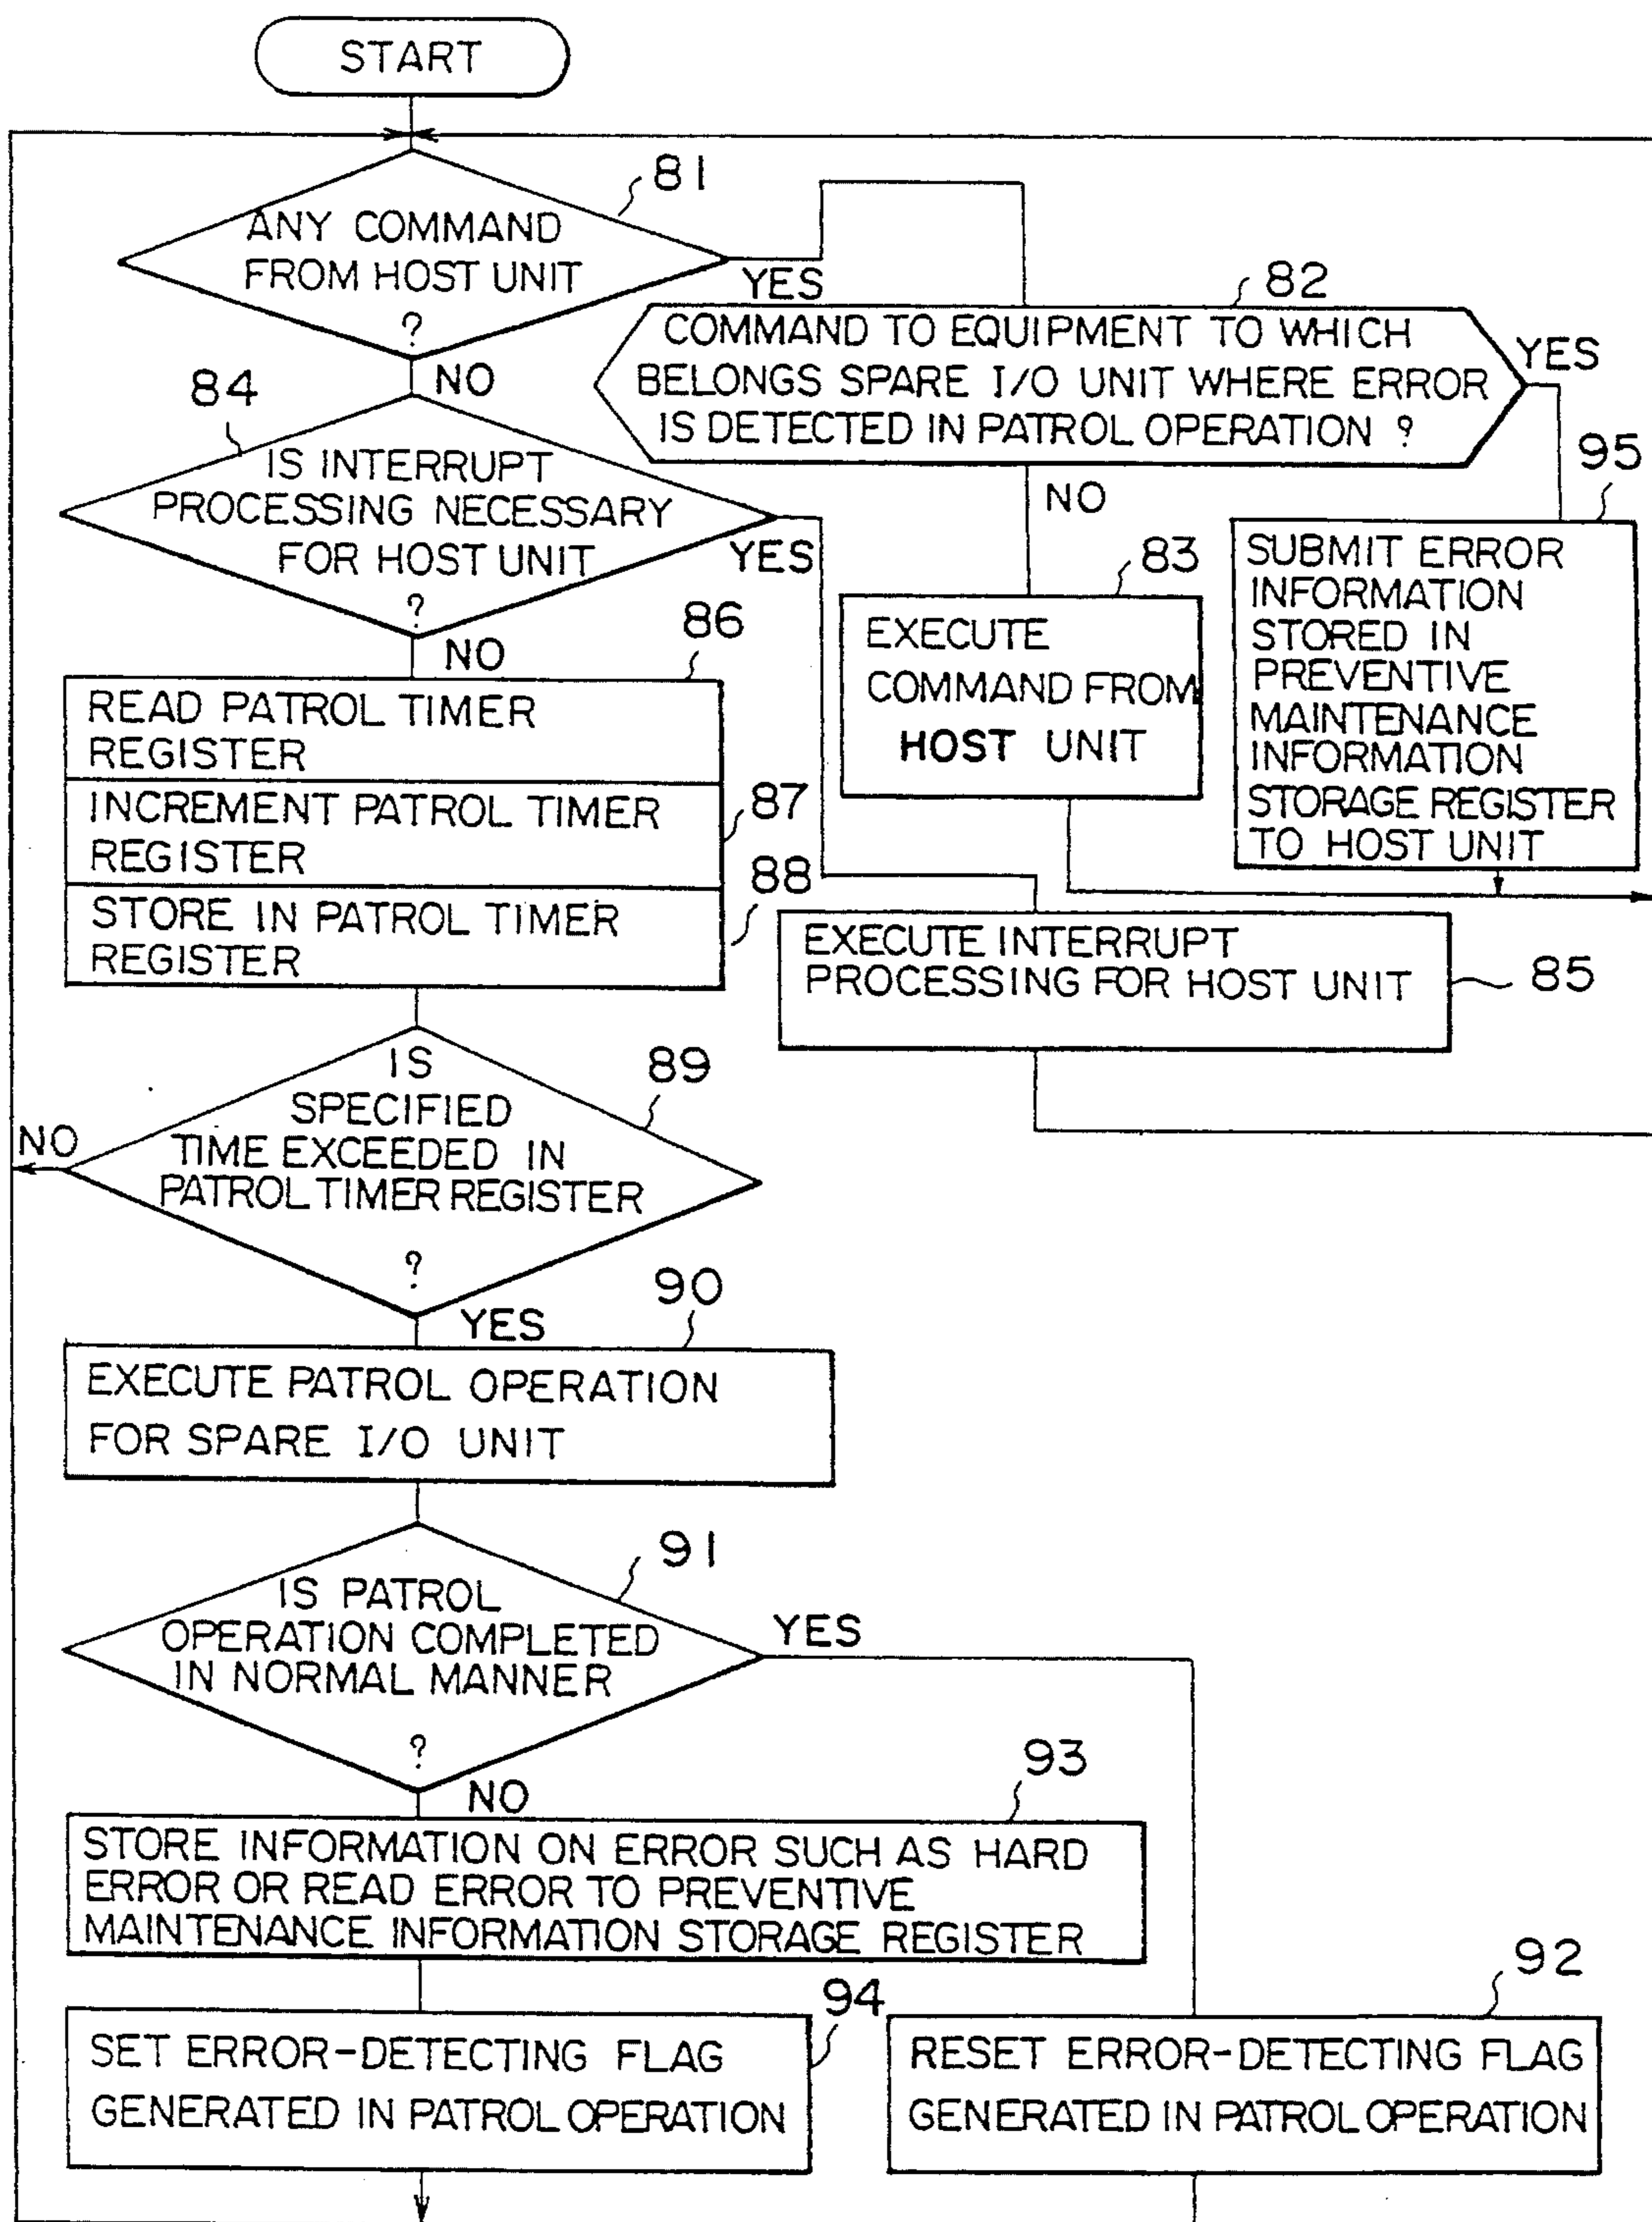 START
81
ANY COMMAND
FROM HOST UNIT
?
YES
NO
82
COMMAND TO EQUIPMENT TO WHICH
BELONGS SPARE I/O UNIT WHERE ERROR
IS DETECTED IN PATROL OPERATION ?
YES
NO
84
IS INTERRUPT
PROCESSING NECESSARY
FOR HOST UNIT
?
YES
NO
83
EXECUTE
COMMAND FROM
HOST UNIT
95
SUBMIT ERROR
INFORMATION
STORED IN
PREVENTIVE
MAINTENANCE
INFORMATION
STORAGE REGISTER
TO HOST UNIT
86
READ PATROL TIMER
REGISTER
INCREMENT PATROL TIMER
REGISTER
87
STORE IN PATROL TIMER
REGISTER
88
EXECUTE INTERRUPT
PROCESSING FOR HOST UNIT
85
IS
SPECIFIED
TIME EXCEEDED IN
PATROL TIMER REGISTER
?
89
NO
YES
90
EXECUTE PATROL OPERATION
FOR SPARE I/O UNIT
91
IS PATROL
OPERATION COMPLETED
IN NORMAL MANNER
?
YES
NO
93
STORE INFORMATION ON ERROR SUCH AS HARD
ERROR OR READ ERROR TO PREVENTIVE
MAINTENANCE INFORMATION STORAGE REGISTER
94
SET ERROR-DETECTING FLAG
GENERATED IN PATROL OPERATION
92
RESET ERROR-DETECTING FLAG
GENERATED IN PATROL OPERATION